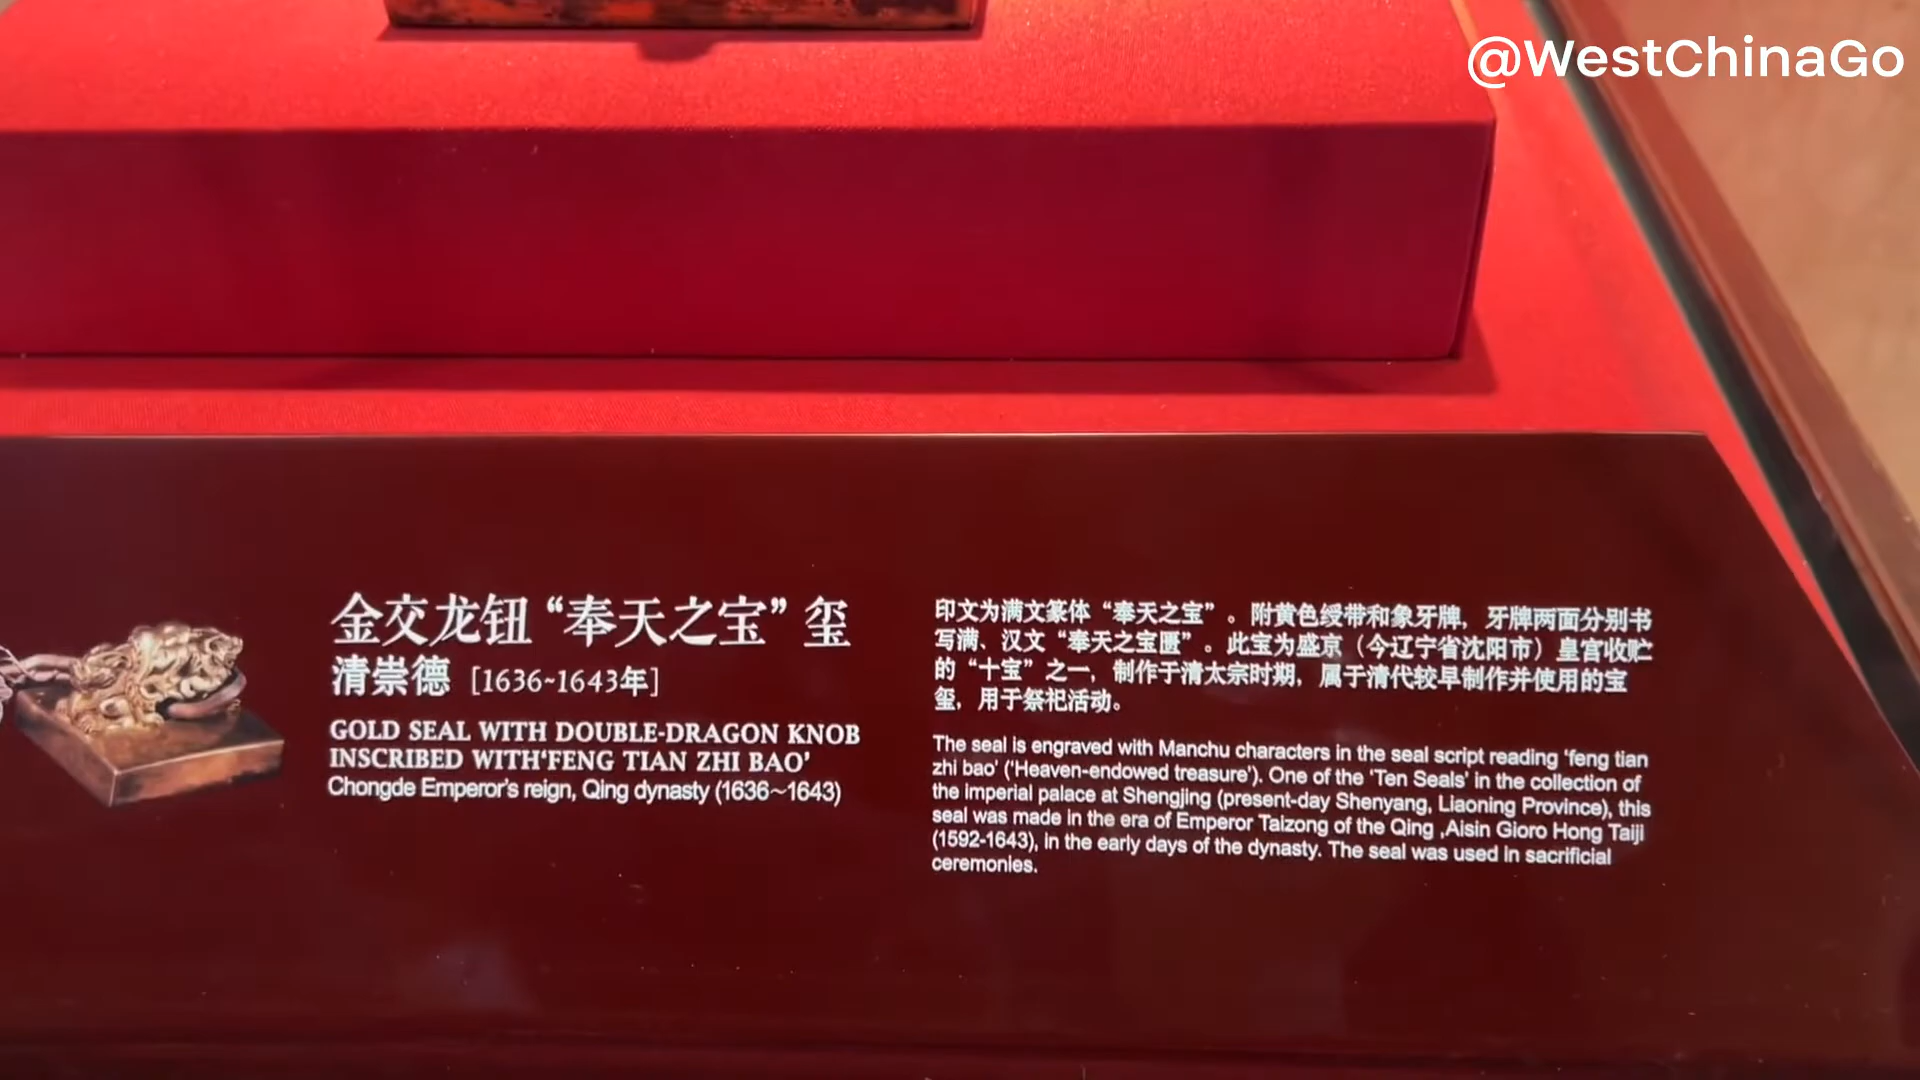 @WestChinaGo
金交龙钮“奉天之宝”玺
清崇德 [1636~1643年]
GOLD SEAL WITH DOUBLE-DRAGON KNOB
INSCRIBED WITH‘FENG TIAN ZHI BAO’
Chongde Emperor's reign, Qing dynasty (1636～1643)
印文为满文篆体“奉天之宝”。附黄色绶带和象牙牌，牙牌两面分别书
写满、汉文“奉天之宝匮”。此宝为盛京（今辽宁省沈阳市）皇宫收贮
的“十宝”之一，制作于清太宗时期，属于清代较早制作并使用的宝
玺，用于祭祀活动。
The seal is engraved with Manchu characters in the seal script reading ‘feng tian
zhi bao’ (‘Heaven-endowed treasure’). One of the ‘Ten Seals’ in the collection of
the imperial palace at Shengjing (present-day Shenyang, Liaoning Province), this
seal was made in the era of Emperor Taizong of the Qing ,Aisin Gioro Hong Taiji
(1592-1643), in the early days of the dynasty. The seal was used in sacrificial
ceremonies.